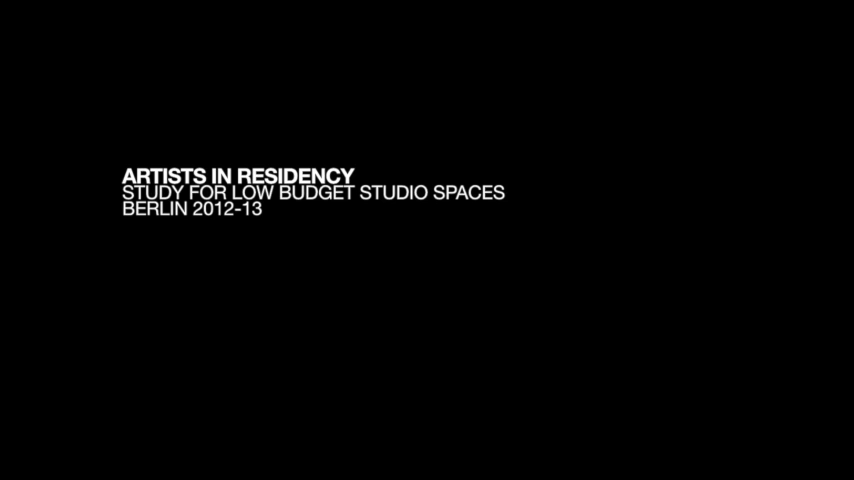 ARTISTS IN RESIDENCY
STUDY FOR LOW BUDGET STUDIO SPACES
BERLIN 2012-13